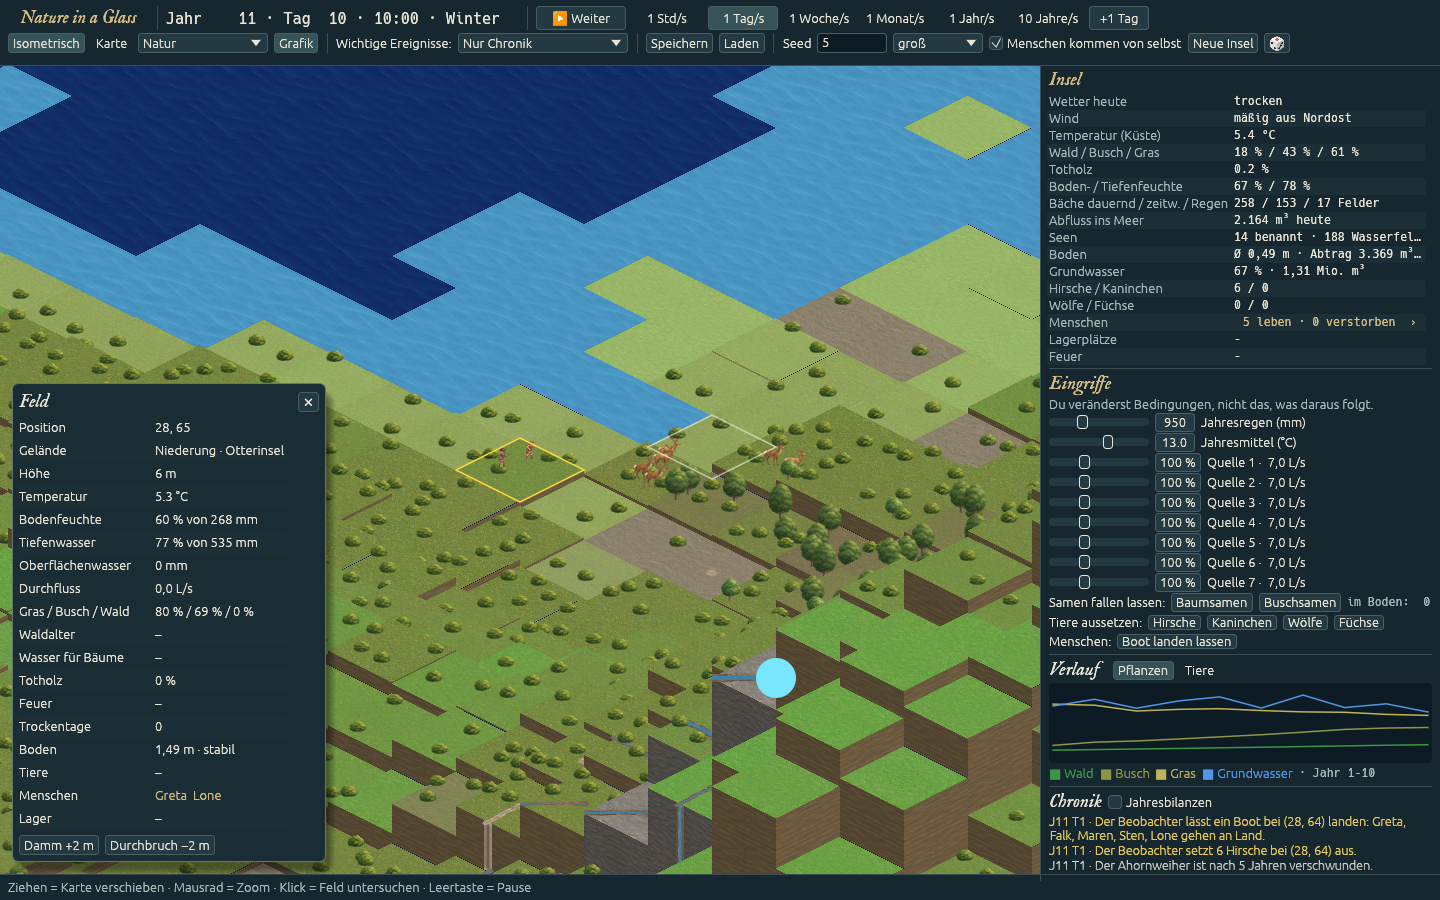 Nature in a Glass
Jahr 11 · Tag 10 · 10:00 · Winter
Weiter
1 Std/s
1 Tag/s
1 Woche/s
1 Monat/s
1 Jahr/s
10 Jahre/s
+1 Tag
Isometrisch
Karte
Natur
Grafik
Wichtige Ereignisse:
Nur Chronik
Speichern
Laden
Seed
5
groß
Menschen kommen von selbst
Neue Insel
Feld
Position 28, 65
Gelände Niederung · Otterinsel
Höhe 6 m
Temperatur 5.3 °C
Bodenfeuchte 60 % von 268 mm
Tiefenwasser 77 % von 535 mm
Oberflächenwasser 0 mm
Durchfluss 0,0 L/s
Gras / Busch / Wald 80 % / 69 % / 0 %
Waldalter –
Wasser für Bäume –
Totholz 0 %
Feuer –
Trockentage 0
Boden 1,49 m · stabil
Tiere –
Menschen Greta Lone
Lager –
Damm +2 m
Durchbruch −2 m
Insel
Wetter heute trocken
Wind mäßig aus Nordost
Temperatur (Küste) 5.4 °C
Wald / Busch / Gras 18 % / 43 % / 61 %
Totholz 0.2 %
Boden- / Tiefenfeuchte 67 % / 78 %
Bäche dauernd / zeitw. / Regen 258 / 153 / 17 Felder
Abfluss ins Meer 2.164 m³ heute
Seen 14 benannt · 188 Wasserfel…
Boden Ø 0,49 m · Abtrag 3.369 m³…
Grundwasser 67 % · 1,31 Mio. m³
Hirsche / Kaninchen 6 / 0
Wölfe / Füchse 0 / 0
Menschen 5 leben · 0 verstorben ›
Lagerplätze -
Feuer -
Eingriffe
Du veränderst Bedingungen, nicht das, was daraus folgt.
950 Jahresregen (mm)
13.0 Jahresmittel (°C)
100 % Quelle 1 · 7,0 L/s
100 % Quelle 2 · 7,0 L/s
100 % Quelle 3 · 7,0 L/s
100 % Quelle 4 · 7,0 L/s
100 % Quelle 5 · 7,0 L/s
100 % Quelle 6 · 7,0 L/s
100 % Quelle 7 · 7,0 L/s
Samen fallen lassen: Baumsamen Buschsamen im Boden: 0
Tiere aussetzen: Hirsche Kaninchen Wölfe Füchse
Menschen: Boot landen lassen
Verlauf Pflanzen Tiere
Wald Busch Gras Grundwasser · Jahr 1-10
Chronik Jahresbilanzen
J11 T1 · Der Beobachter lässt ein Boot bei (28, 64) landen: Greta,
Falk, Maren, Sten, Lone gehen an Land.
J11 T1 · Der Beobachter setzt 6 Hirsche bei (28, 64) aus.
J11 T1 · Der Ahornweiher ist nach 5 Jahren verschwunden.
Ziehen = Karte verschieben · Mausrad = Zoom · Klick = Feld untersuchen · Leertaste = Pause